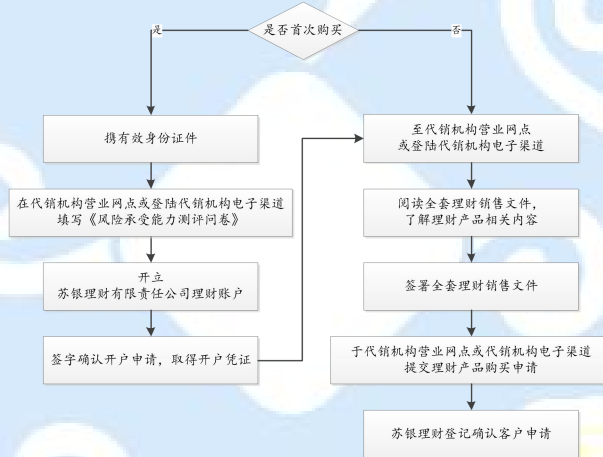 是否首次购买
是
否
携有效身份证件
在代销机构营业网点或登陆代销机构电子渠道
填写《风险承受能力测评问卷》
开立
苏银理财有限责任公司理财账户
签字确认开户申请，取得开户凭证
至代销机构营业网点
或登陆代销机构电子渠道
阅读全套理财销售文件，
了解理财产品相关内容
签署全套理财销售文件
于代销机构营业网点或代销机构电子渠道
提交理财产品购买申请
苏银理财登记确认客户申请